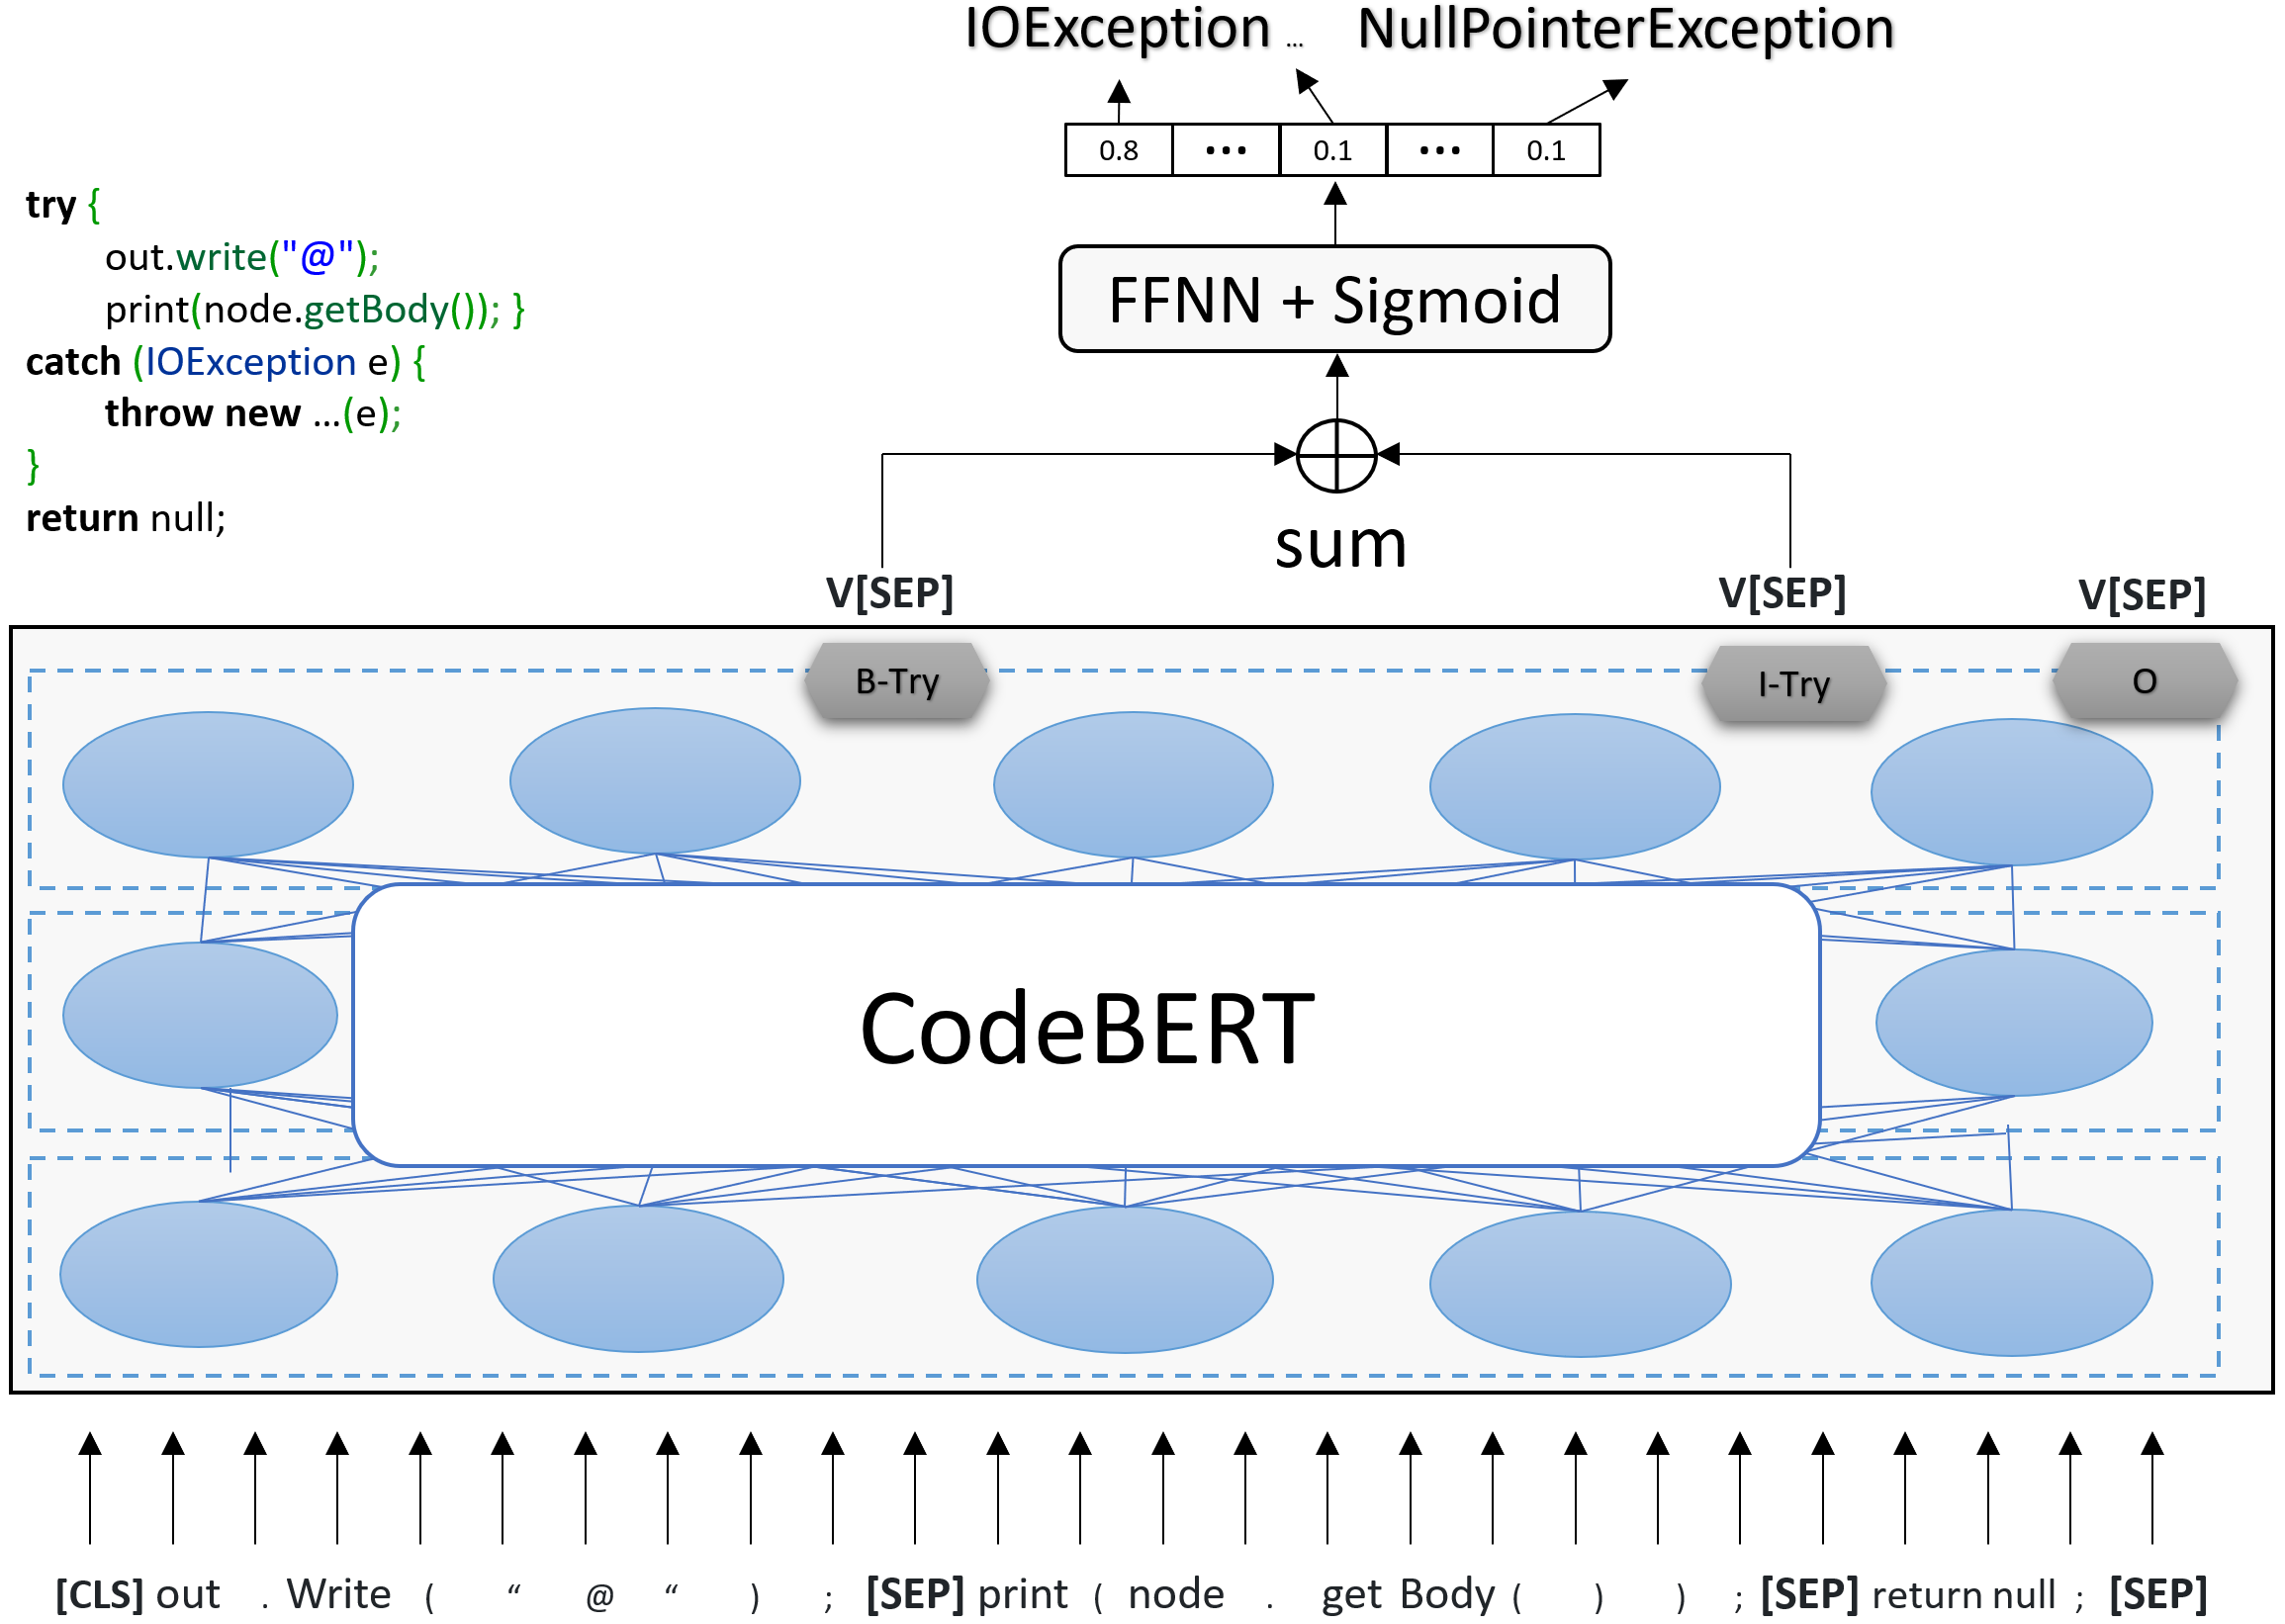 IOException ... NullPointerException
0.8 ... 0.1 ... 0.1
try {
out.write("@");
print(node.getBody()); }
catch (IOException e) {
throw new ...(e);
}
return null;
FFNN + Sigmoid
sum
V[SEP] V[SEP] V[SEP]
B-Try I-Try O
CodeBERT
[CLS] out . Write ( “ @ “ ) ; [SEP] print ( node . get Body ( ) ) ; [SEP] return null ; [SEP]